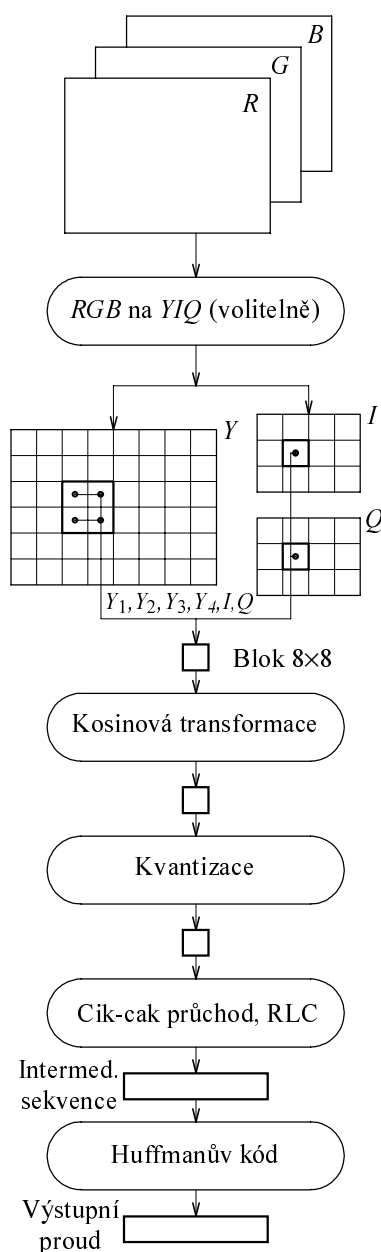 B
G
R
RGB na YIQ (volitelně)
Y
I
Q
Y1, Y2, Y3, Y4, I, Q
Blok 8×8
Kosinová transformace
Kvantizace
Cik-cak průchod, RLC
Intermed.
sekvence
Huffmanův kód
Výstupní
proud